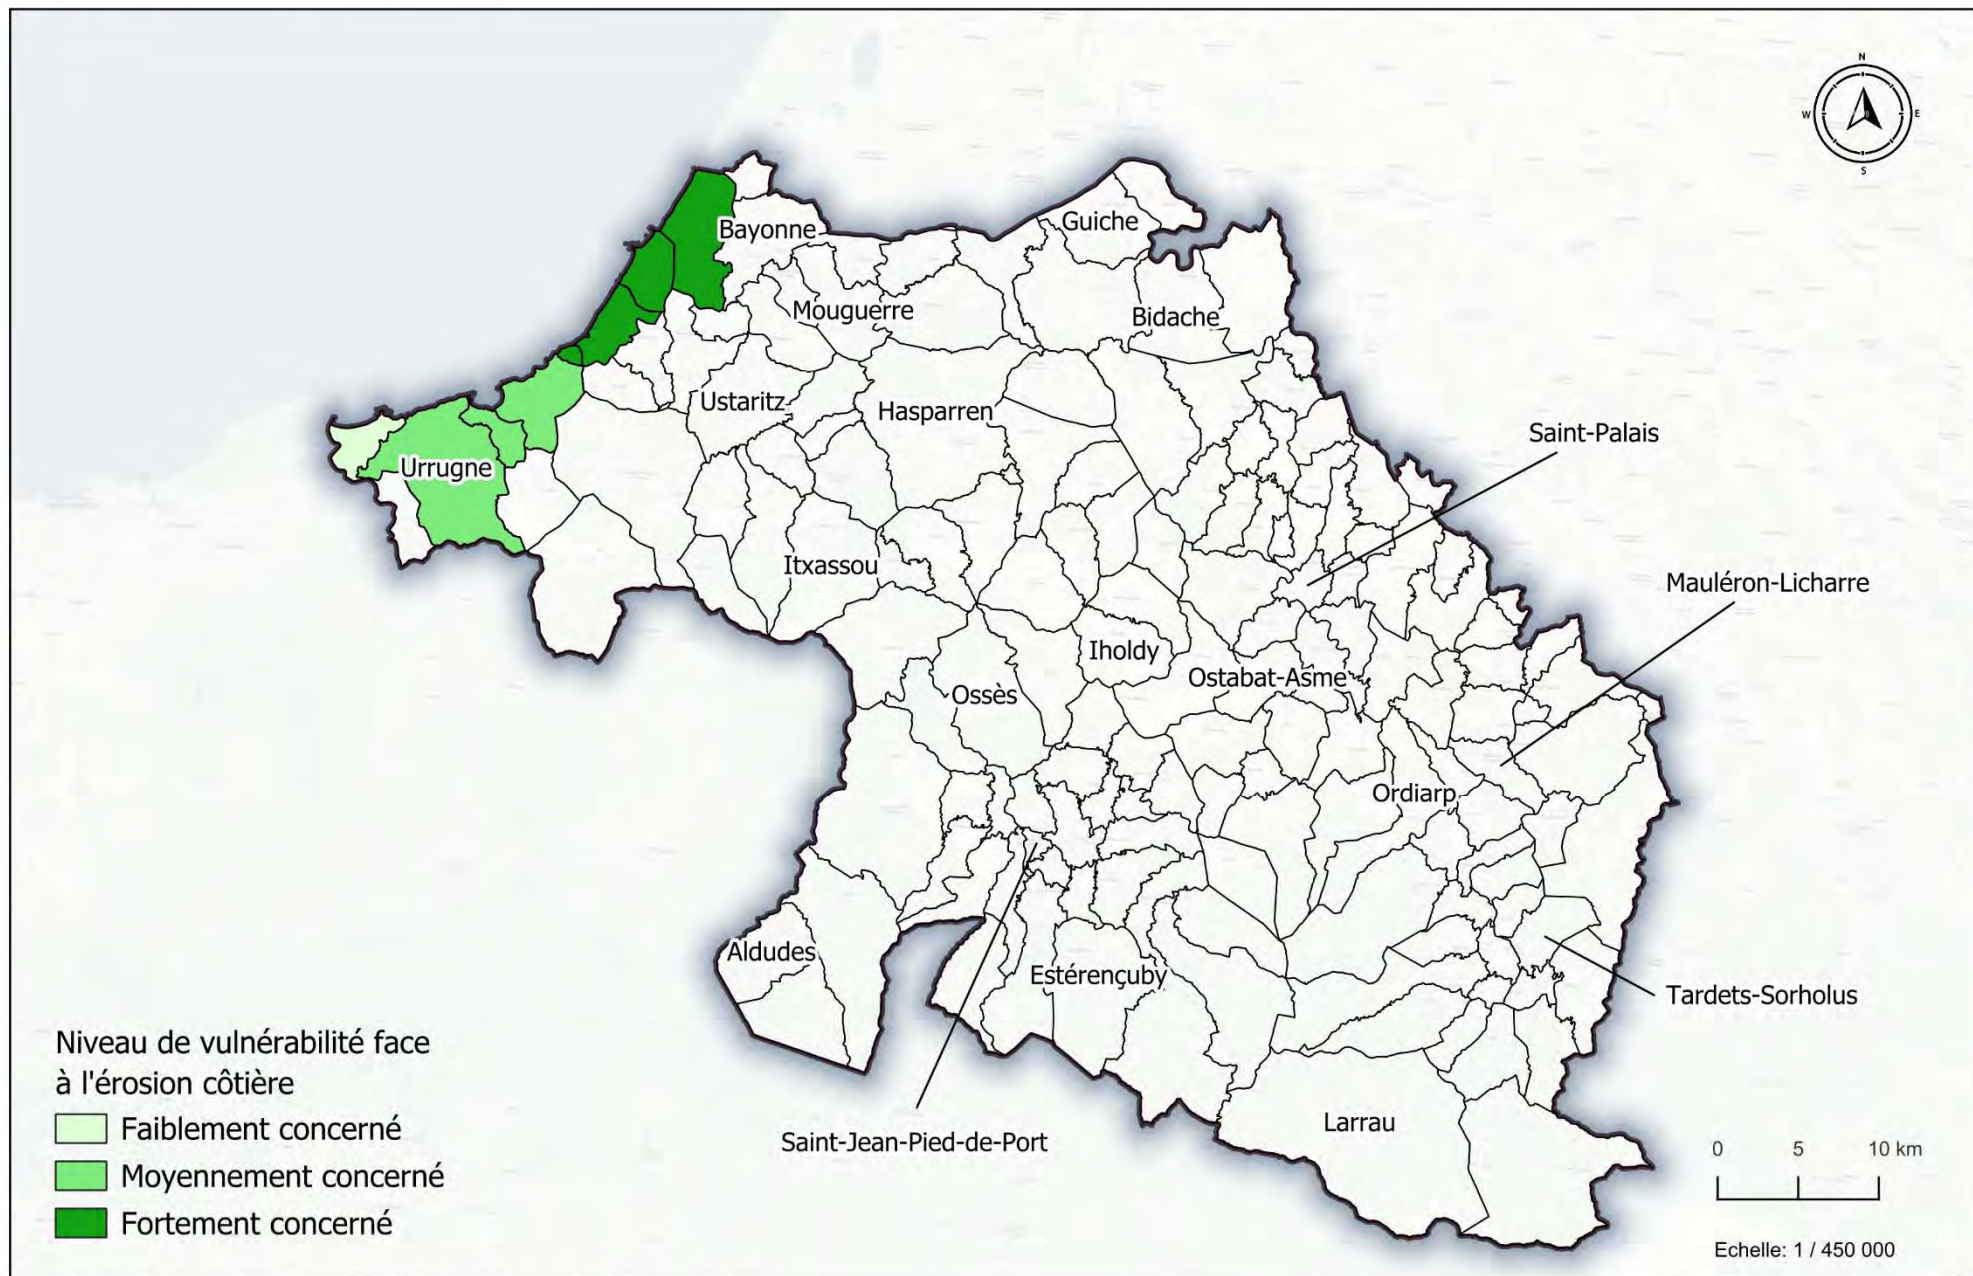 N
W
E
S
Guiche
Bayonne
Mouguerre
Bidache
Ustaritz
Hasparren
Saint-Palais
Urrugne
Itxassou
Mauléron-Licharre
Iholdy
Ostabat-Asme
Ossès
Ordiarp
Aldudes
Estérençuby
Tardets-Sorholus
Niveau de vulnérabilité face
à l'érosion côtière
Faiblement concerné
Moyennement concerné
Fortement concerné
Saint-Jean-Pied-de-Port
Larrau
0 5 10 km
Echelle: 1 / 450 000